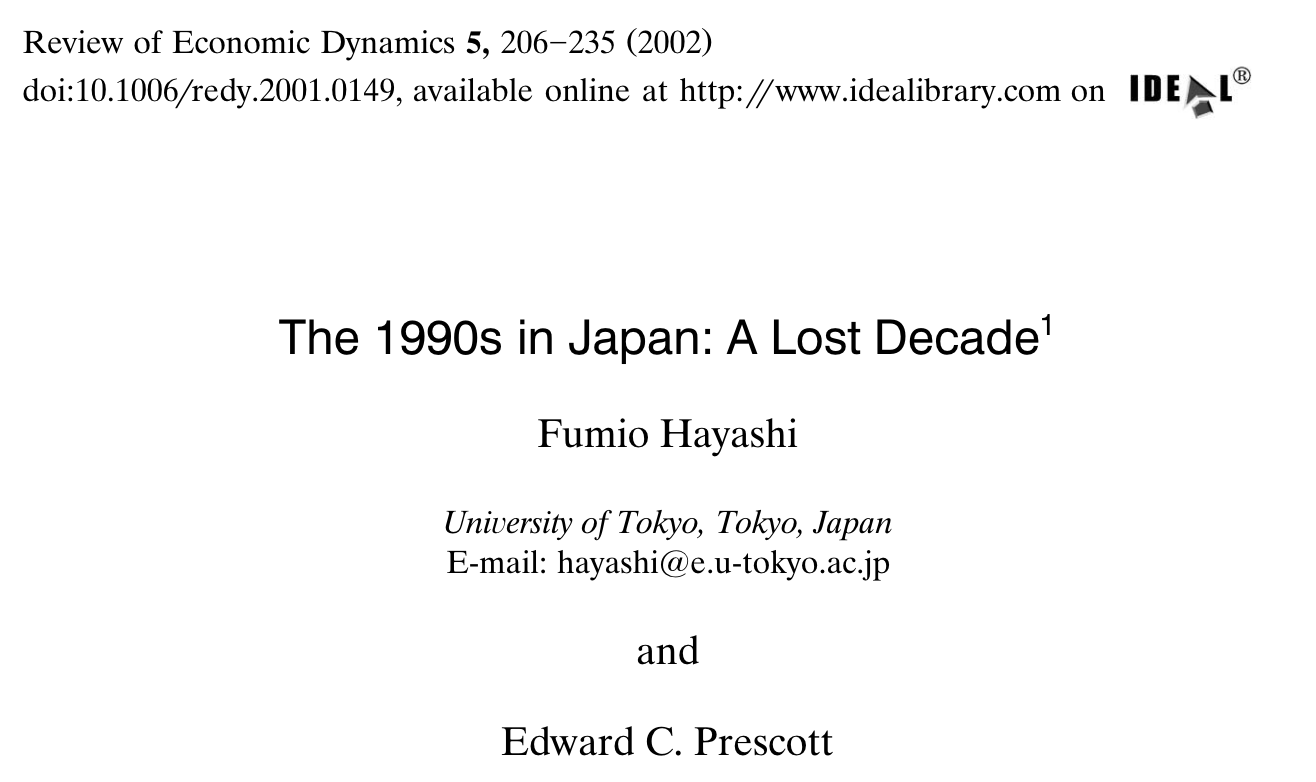 Review of Economic Dynamics 5, 206–235 (2002)
doi:10.1006/redy.2001.0149, available online at http://www.idealibrary.com on IDEAL®
The 1990s in Japan: A Lost Decade¹
Fumio Hayashi
University of Tokyo, Tokyo, Japan
E-mail: hayashi@e.u-tokyo.ac.jp
and
Edward C. Prescott